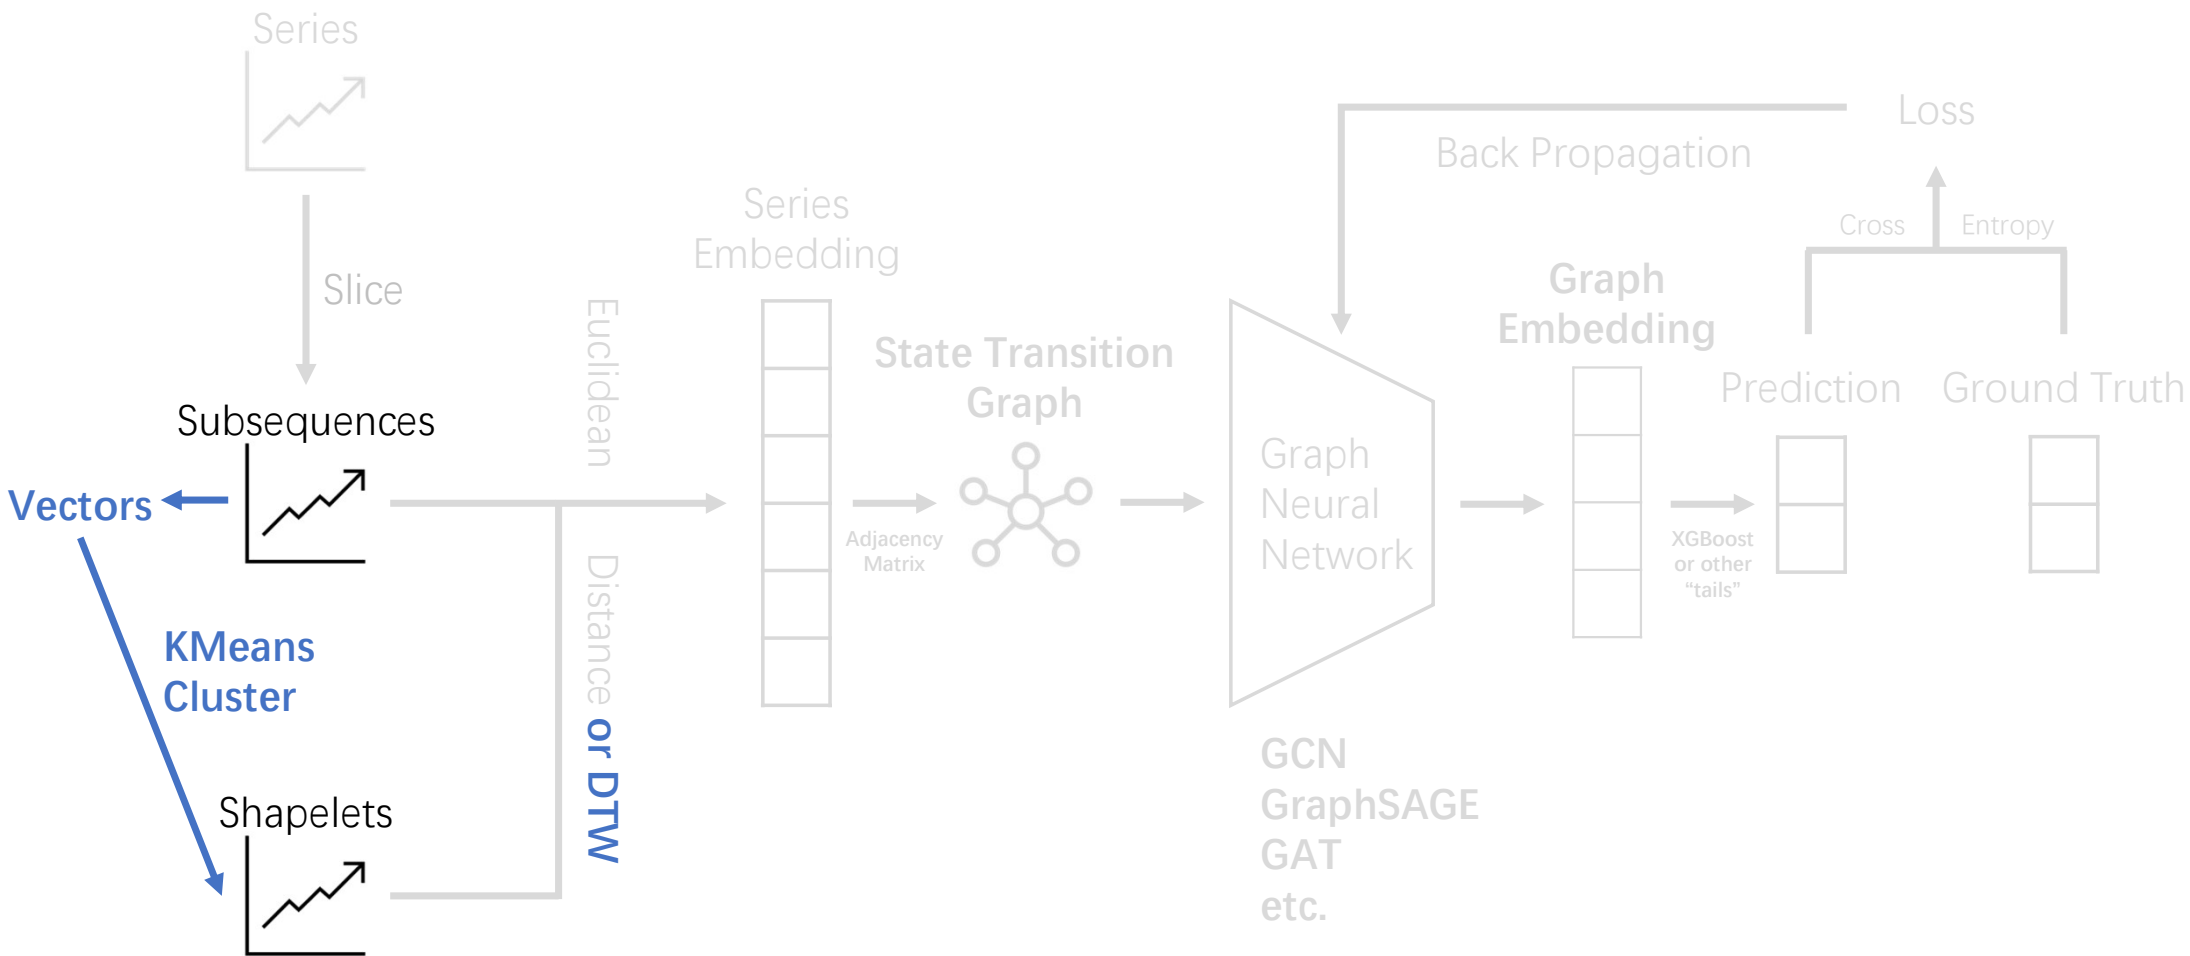 Series
Slice
Subsequences
Vectors
KMeans
Cluster
Shapelets
Euclidean
Distance or DTW
Series
Embedding
Adjacency
Matrix
State Transition
Graph
Graph
Neural
Network
GCN
GraphSAGE
GAT
etc.
Back Propagation
Loss
Cross Entropy
Graph
Embedding
XGBoost
or other
“tails”
Prediction
Ground Truth